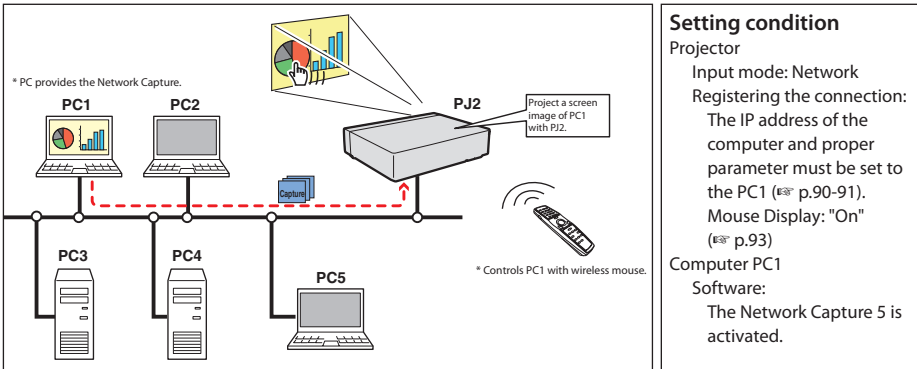 * PC provides the Network Capture.
PC1
PC2
PJ2
Project a screen
image of PC1
with PJ2.
Capture
PC3
PC4
PC5
* Controls PC1 with wireless mouse.
Setting condition
Projector
Input mode: Network
Registering the connection:
The IP address of the
computer and proper
parameter must be set to
the PC1 (☞ p.90-91).
Mouse Display: "On"
(☞ p.93)
Computer PC1
Software:
The Network Capture 5 is
activated.